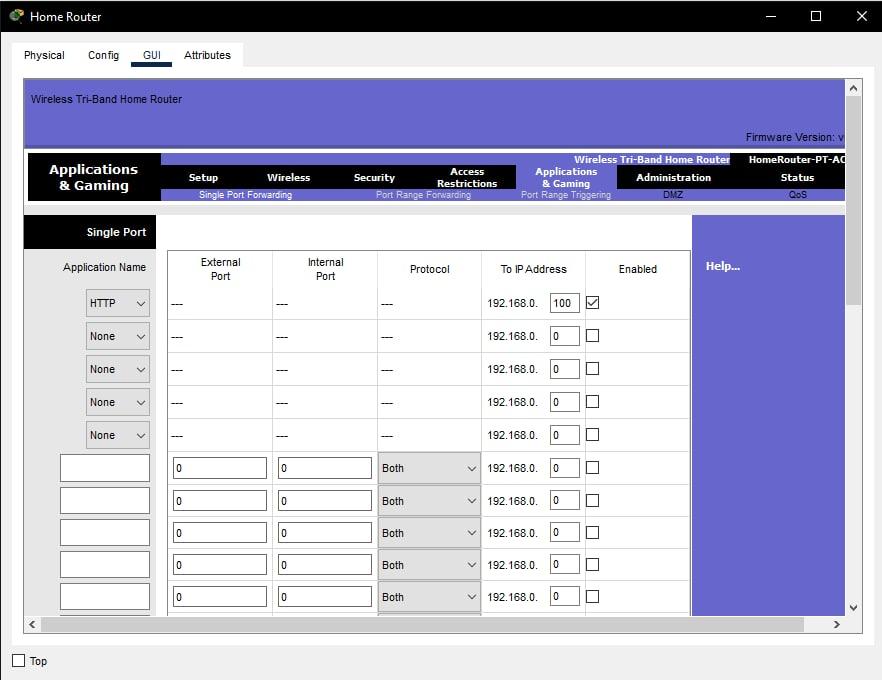 Home Router
Physical Config GUI Attributes
Wireless Tri-Band Home Router
Firmware Version: v
Wireless Tri-Band Home Router HomeRouter-PT-AC
Applications
& Gaming
Setup Wireless Security Access
Restrictions Applications
& Gaming Administration Status
Single Port Forwarding Port Range Forwarding Port Range Triggering DMZ QoS
Single Port
Help...
Application Name External
Port Internal
Port Protocol To IP Address Enabled
HTTP --- --- --- 192.168.0. 100
None --- --- --- 192.168.0. 0
None --- --- --- 192.168.0. 0
None --- --- --- 192.168.0. 0
None --- --- --- 192.168.0. 0
0 0 Both 192.168.0. 0
0 0 Both 192.168.0. 0
0 0 Both 192.168.0. 0
0 0 Both 192.168.0. 0
0 0 Both 192.168.0. 0
Top